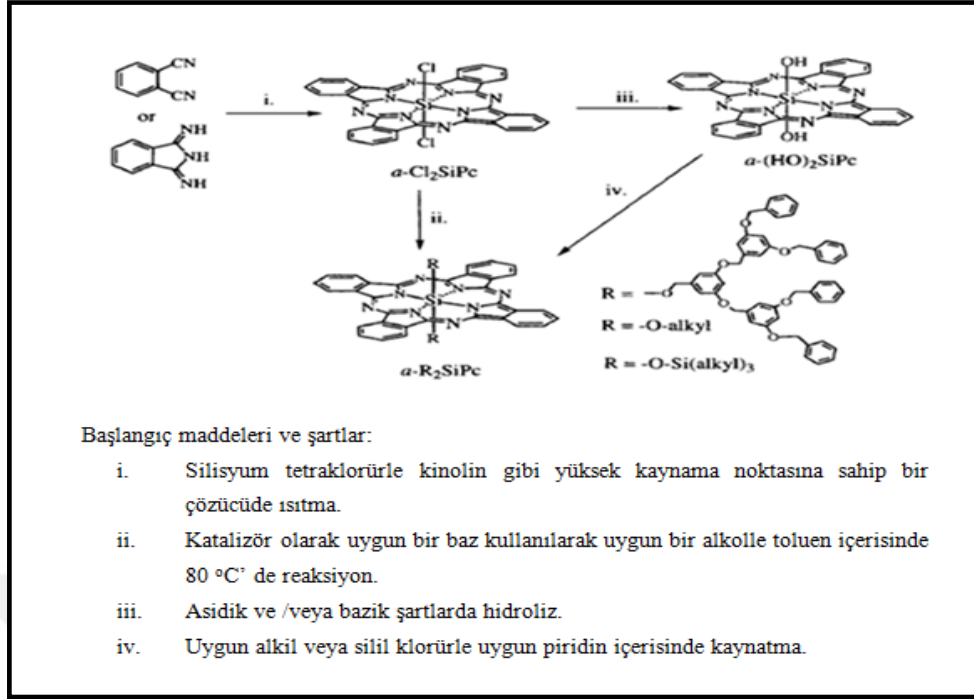 CN
CN
or
NH
NH
NH
i.
Cl
N
N
N
N
Si
N
N
N
N
Cl
a-Cl₂SiPc
iii.
OH
N
N
N
N
Si
N
N
N
N
OH
a-(HO)₂SiPc
ii.
iv.
R
N
N
N
N
Si
N
N
N
N
R
a-R₂SiPc
O
O
O
R = —O
O
O
O
R = -O-alkyl
R = -O-Si(alkyl)₃
Başlangıç maddeleri ve şartlar:
i. Silisyum tetraklorürle kinolin gibi yüksek kaynama noktasına sahip bir
çözücüde ısıtma.
ii. Katalizör olarak uygun bir baz kullanılarak uygun bir alkolle toluen içerisinde
80 °C’ de reaksiyon.
iii. Asidik ve /veya bazik şartlarda hidroliz.
iv. Uygun alkil veya silil klorürle uygun piridin içerisinde kaynatma.